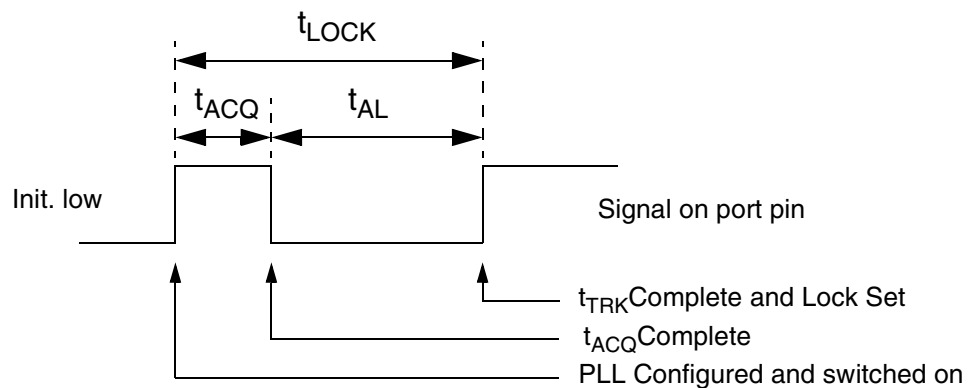 tLOCK
tACQ tAL
Init. low
Signal on port pin
tTRKComplete and Lock Set
tACQComplete
PLL Configured and switched on